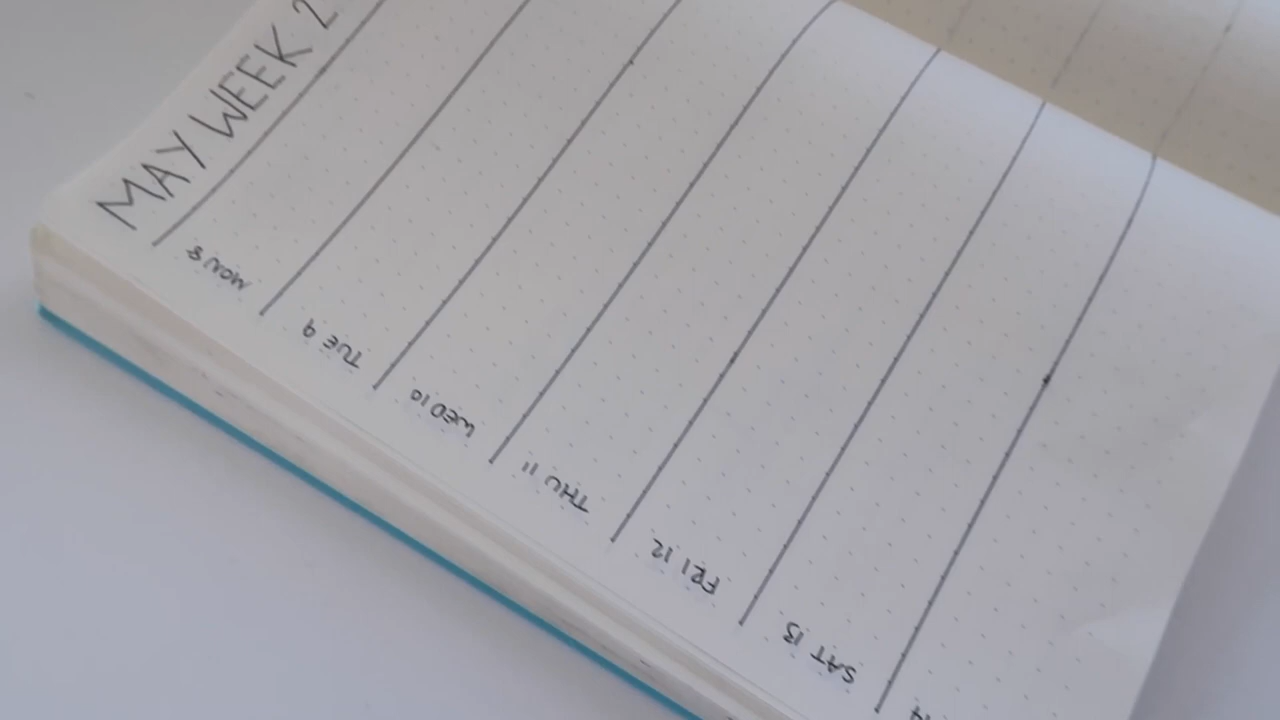 MAY WEEK 2
MON 8
TUE 9
WED 10
THU 11
FRI 12
SAT 13